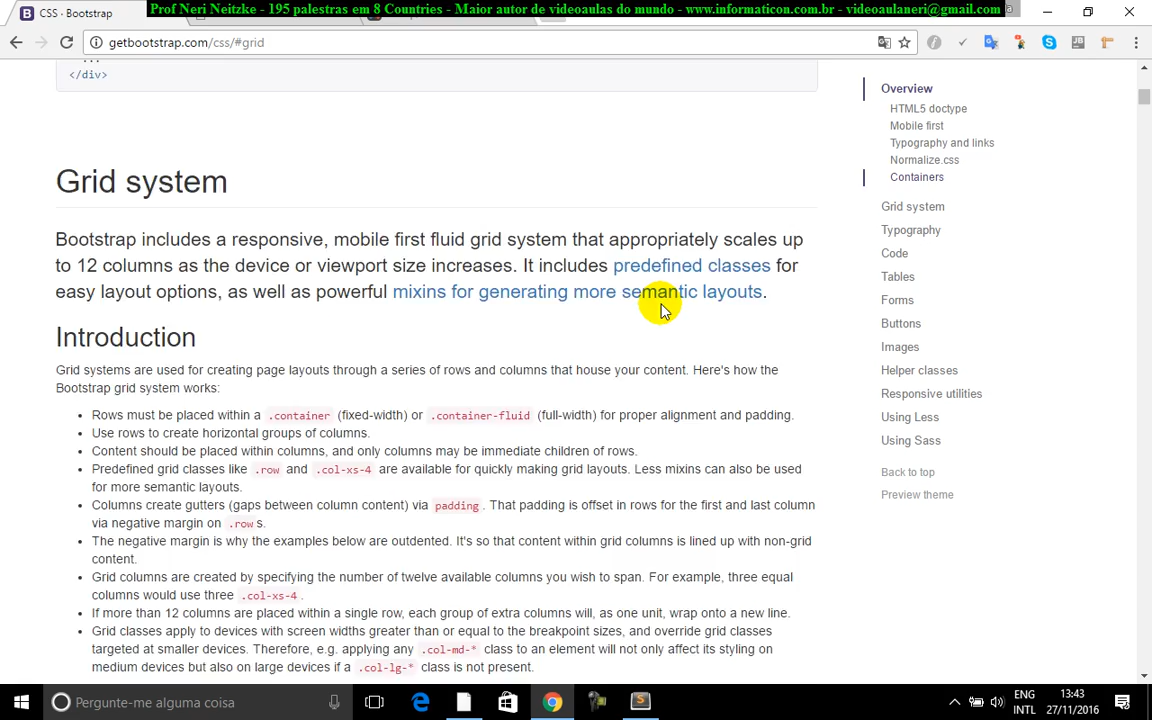 CSS · Bootstrap
Prof Neri Neitzke - 195 palestras em 8 Countries - Maior autor de videoaulas do mundo - www.informaticon.com.br - videoaulaneri@gmail.com
getbootstrap.com/css/#grid
</div>
Grid system
Bootstrap includes a responsive, mobile first fluid grid system that appropriately scales up
to 12 columns as the device or viewport size increases. It includes predefined classes for
easy layout options, as well as powerful mixins for generating more semantic layouts.
Introduction
Grid systems are used for creating page layouts through a series of rows and columns that house your content. Here's how the
Bootstrap grid system works:
• Rows must be placed within a .container (fixed-width) or .container-fluid (full-width) for proper alignment and padding.
• Use rows to create horizontal groups of columns.
• Content should be placed within columns, and only columns may be immediate children of rows.
• Predefined grid classes like .row and .col-xs-4 are available for quickly making grid layouts. Less mixins can also be used
for more semantic layouts.
• Columns create gutters (gaps between column content) via padding. That padding is offset in rows for the first and last column
via negative margin on .rows.
• The negative margin is why the examples below are outdented. It's so that content within grid columns is lined up with non-grid
content.
• Grid columns are created by specifying the number of twelve available columns you wish to span. For example, three equal
columns would use three .col-xs-4.
• If more than 12 columns are placed within a single row, each group of extra columns will, as one unit, wrap onto a new line.
• Grid classes apply to devices with screen widths greater than or equal to the breakpoint sizes, and override grid classes
targeted at smaller devices. Therefore, e.g. applying any .col-md-* class to an element will not only affect its styling on
medium devices but also on large devices if a .col-lg-* class is not present.
Overview
HTML5 doctype
Mobile first
Typography and links
Normalize.css
Containers
Grid system
Typography
Code
Tables
Forms
Buttons
Images
Helper classes
Responsive utilities
Using Less
Using Sass
Back to top
Preview theme
Pergunte-me alguma coisa
ENG
INTL
13:43
27/11/2016